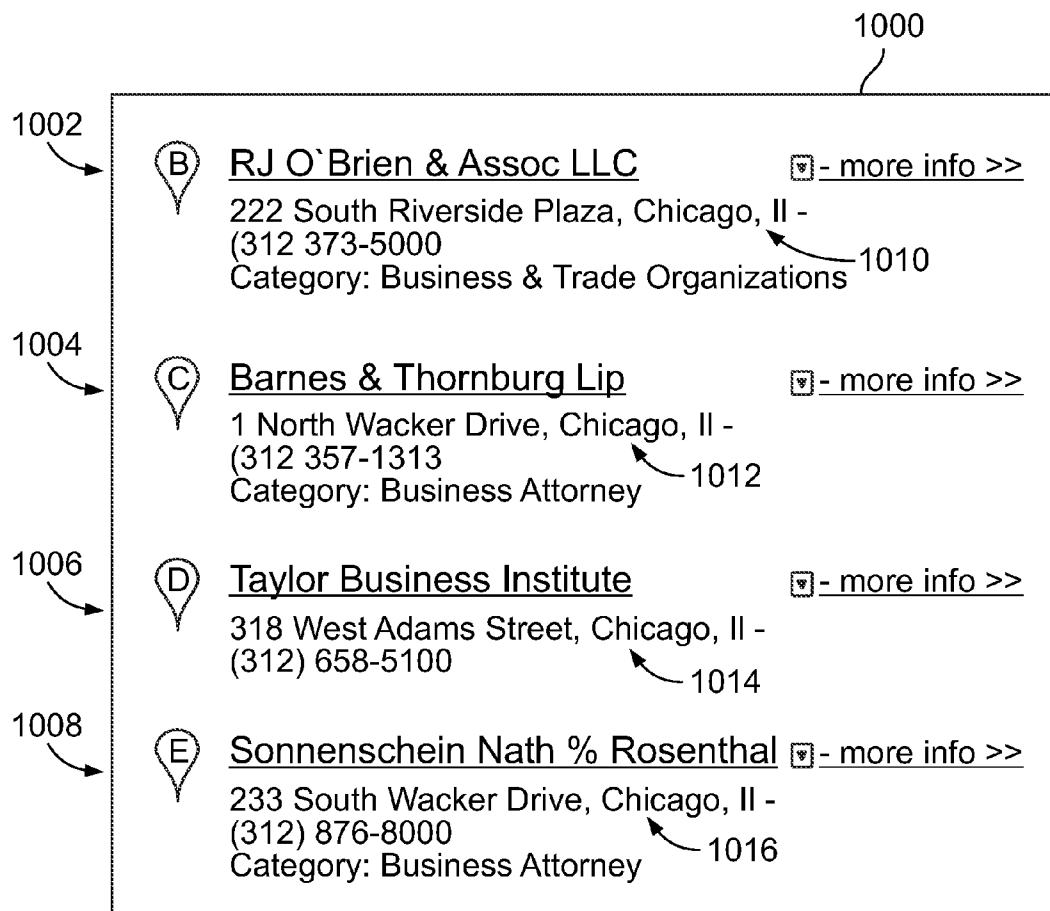 1000
1002
B RJ O`Brien & Assoc LLC - more info >>
222 South Riverside Plaza, Chicago, Il -
(312 373-5000
1010
Category: Business & Trade Organizations
1004
C Barnes & Thornburg Lip - more info >>
1 North Wacker Drive, Chicago, Il -
(312 357-1313
1012
Category: Business Attorney
1006
D Taylor Business Institute - more info >>
318 West Adams Street, Chicago, Il -
(312) 658-5100
1014
1008
E Sonnenschein Nath % Rosenthal - more info >>
233 South Wacker Drive, Chicago, Il -
(312) 876-8000
1016
Category: Business Attorney